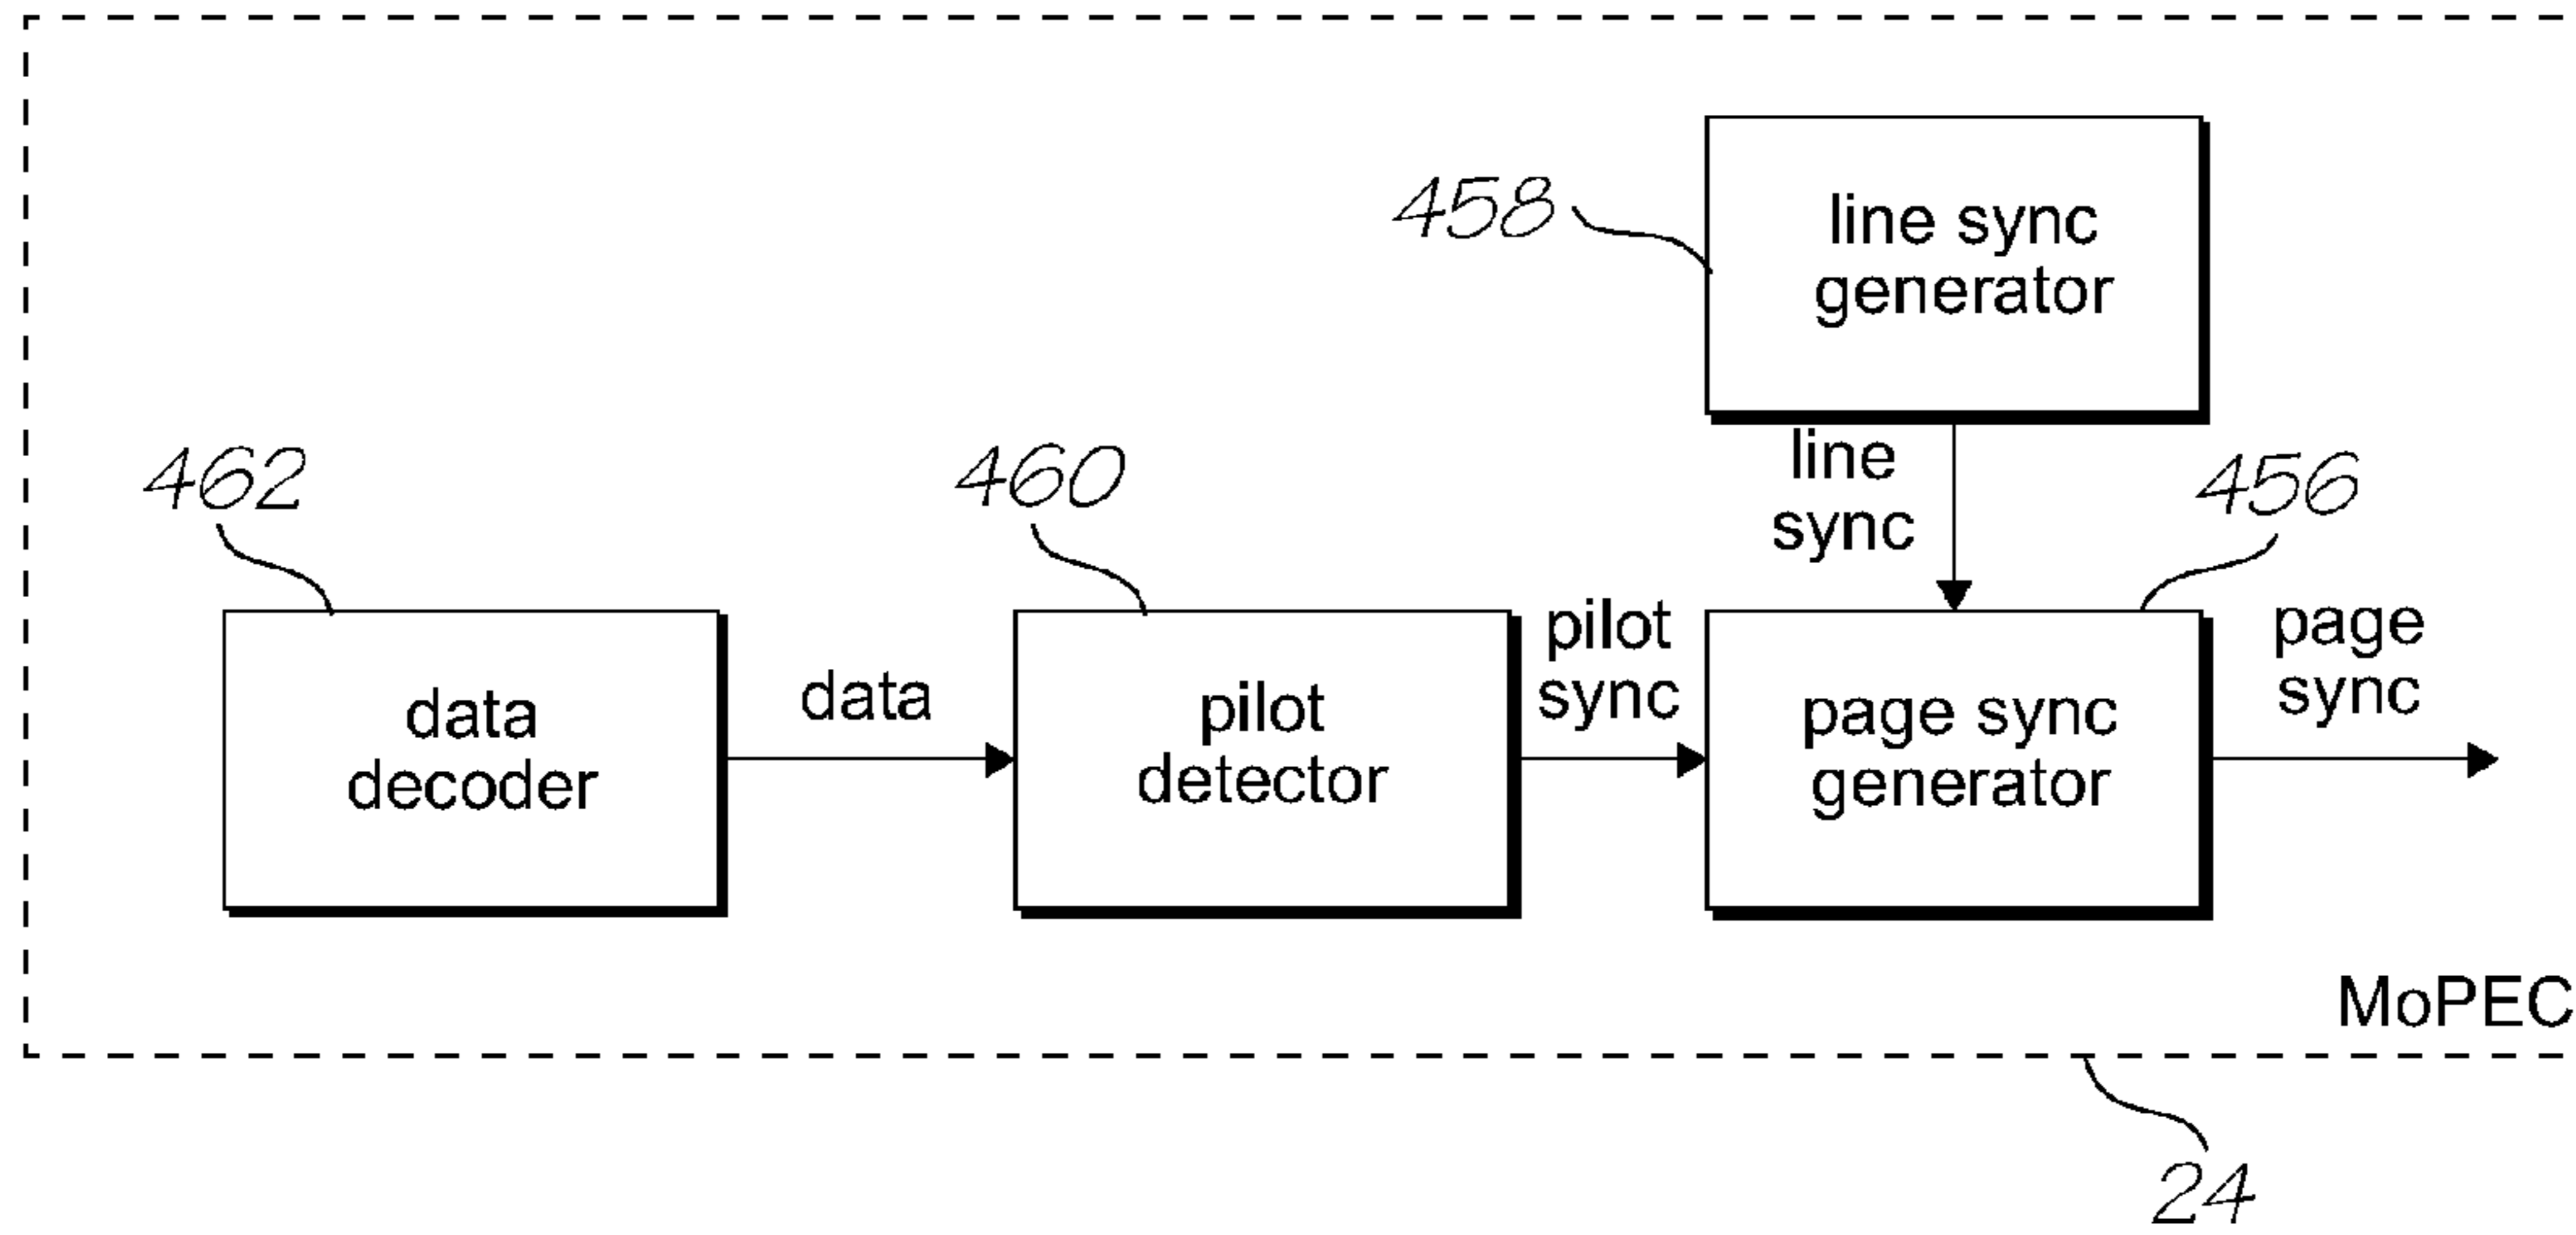 458
line sync
generator
line
sync
462
460
456
data
decoder
data
pilot
detector
pilot
sync
page sync
generator
page
sync
MoPEC
24